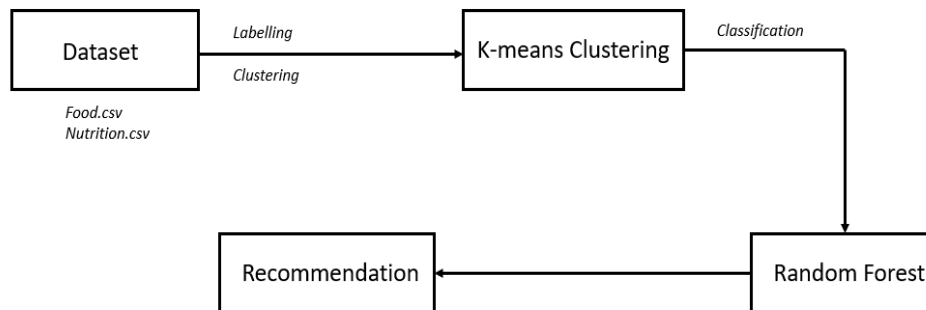 Dataset
Labelling
Clustering
K-means Clustering
Classification
Food.csv
Nutrition.csv
Recommendation
Random Forest